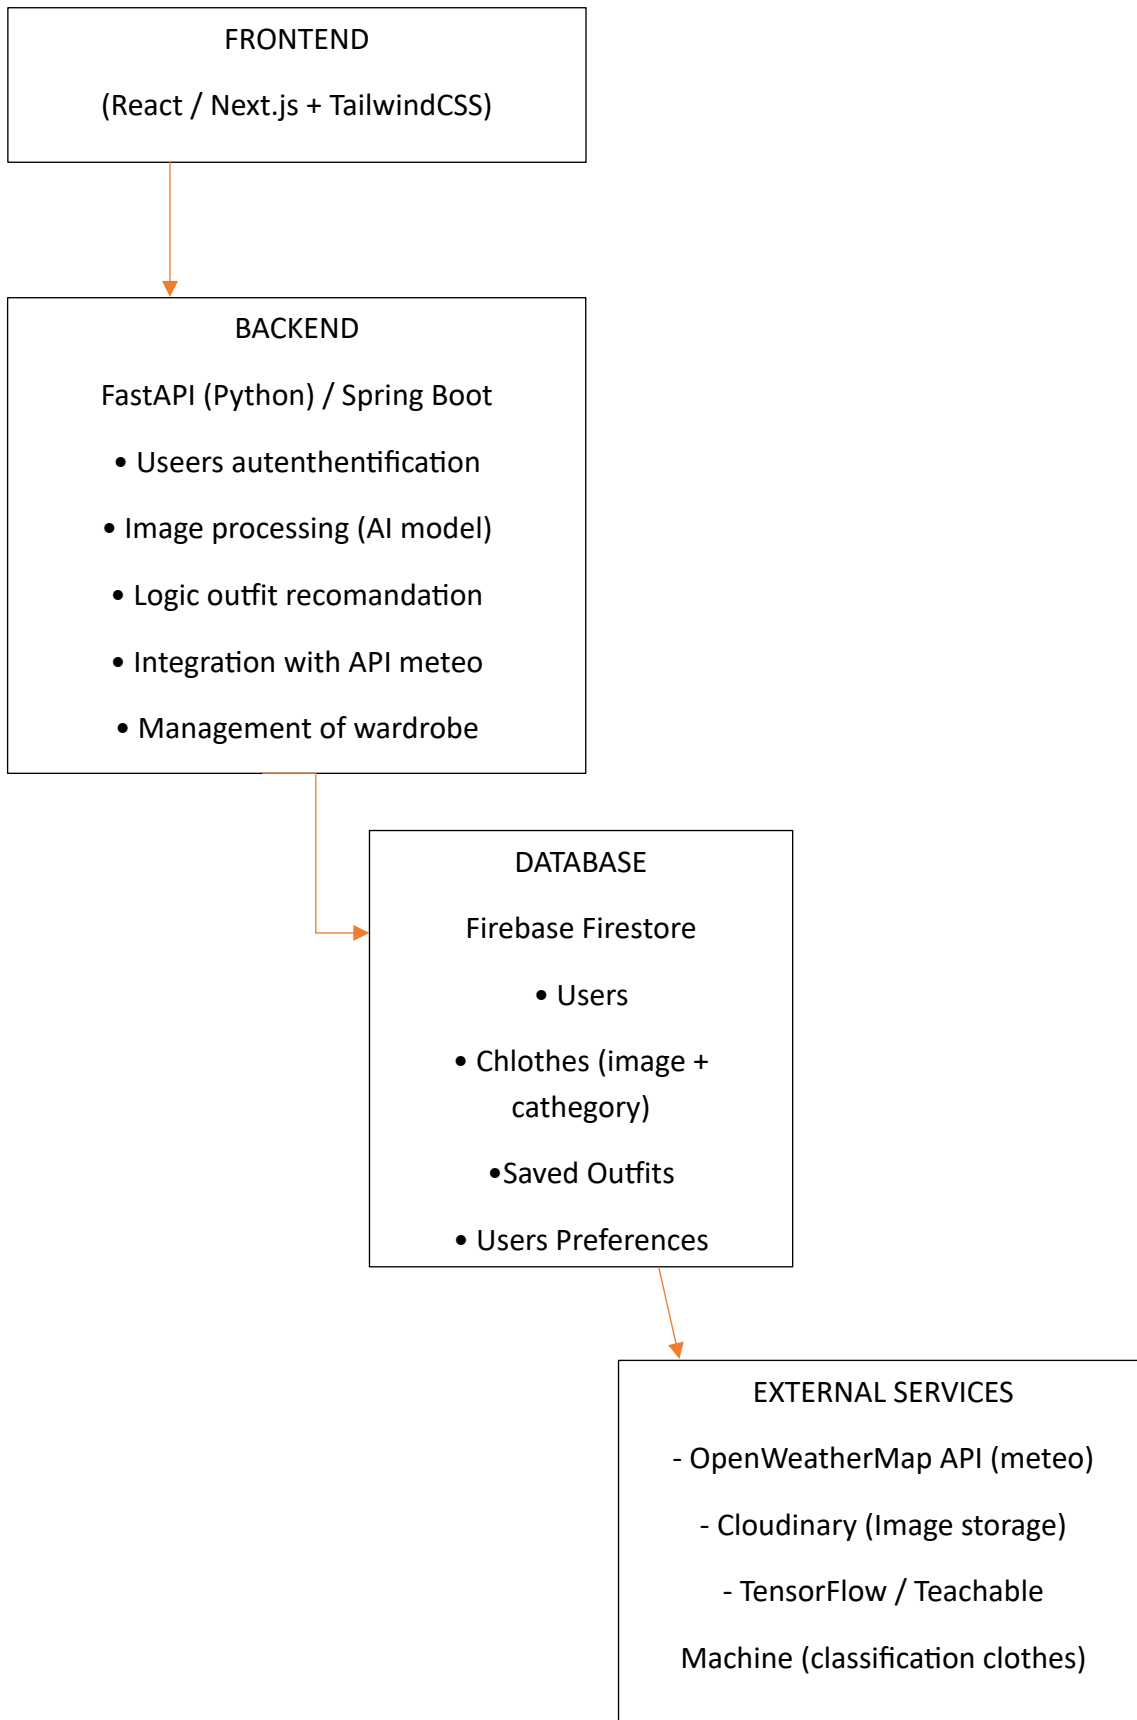 FRONTEND
(React / Next.js + TailwindCSS)
BACKEND
FastAPI (Python) / Spring Boot
• Useers autenthentification
• Image processing (AI model)
• Logic outfit recomandation
• Integration with API meteo
• Management of wardrobe
DATABASE
Firebase Firestore
• Users
• Chlothes (image +
cathegory)
•Saved Outfits
• Users Preferences
EXTERNAL SERVICES
- OpenWeatherMap API (meteo)
- Cloudinary (Image storage)
- TensorFlow / Teachable
Machine (classification clothes)